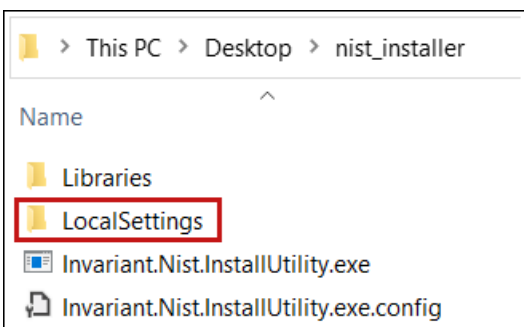 This PC > Desktop > nist_installer
Name
Libraries
LocalSettings
Invariant.Nist.InstallUtility.exe
Invariant.Nist.InstallUtility.exe.config